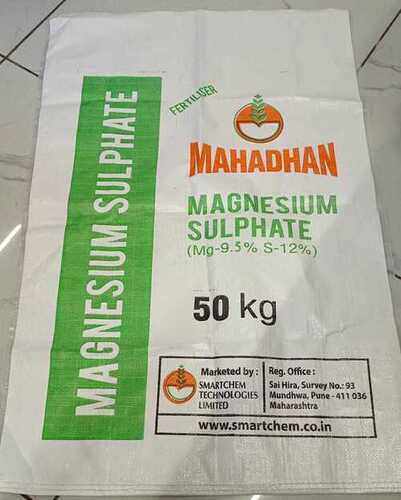 MAGNESIUM SULPHATE
FERTILISER
MAHADHAN
MAGNESIUM
SULPHATE
(Mg-9.5% S-12%)
50 kg
Marketed by :
SMARTCHEM
TECHNOLOGIES
LIMITED
Reg. Office :
Sai Hira, Survey No.: 93
Mundhwa, Pune - 411 036
Maharashtra
www.smartchem.co.in